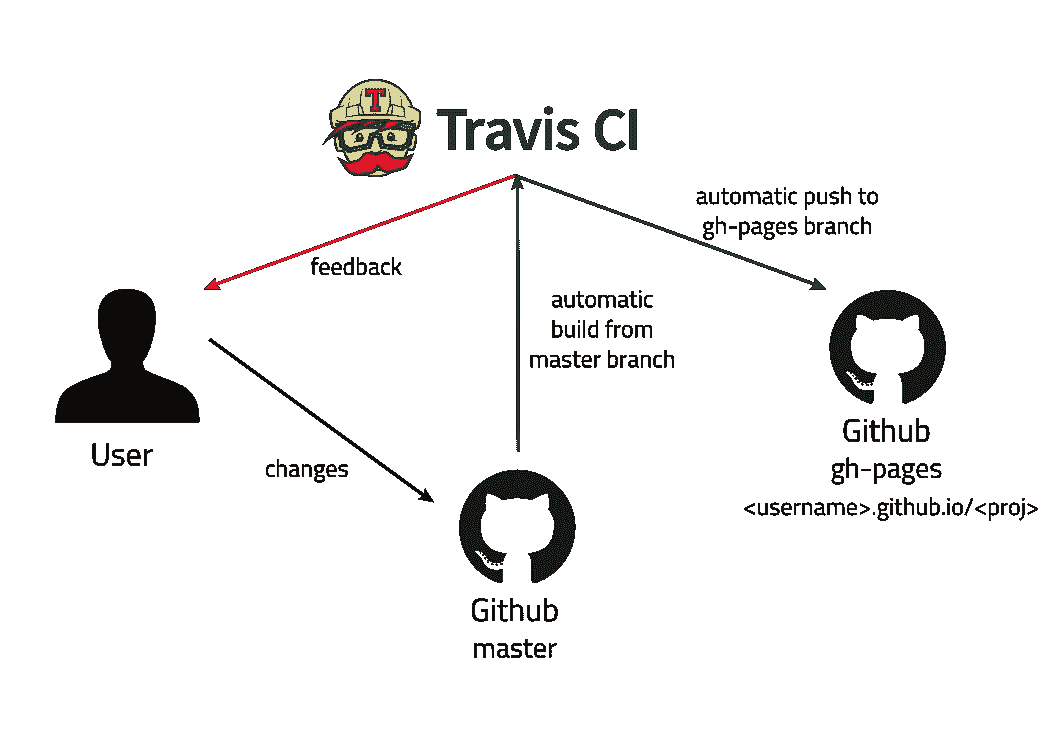 T
Travis CI
automatic push to
gh-pages branch
feedback
automatic
build from
master branch
User
changes
Github
gh-pages
<username>.github.io/<proj>
Github
master